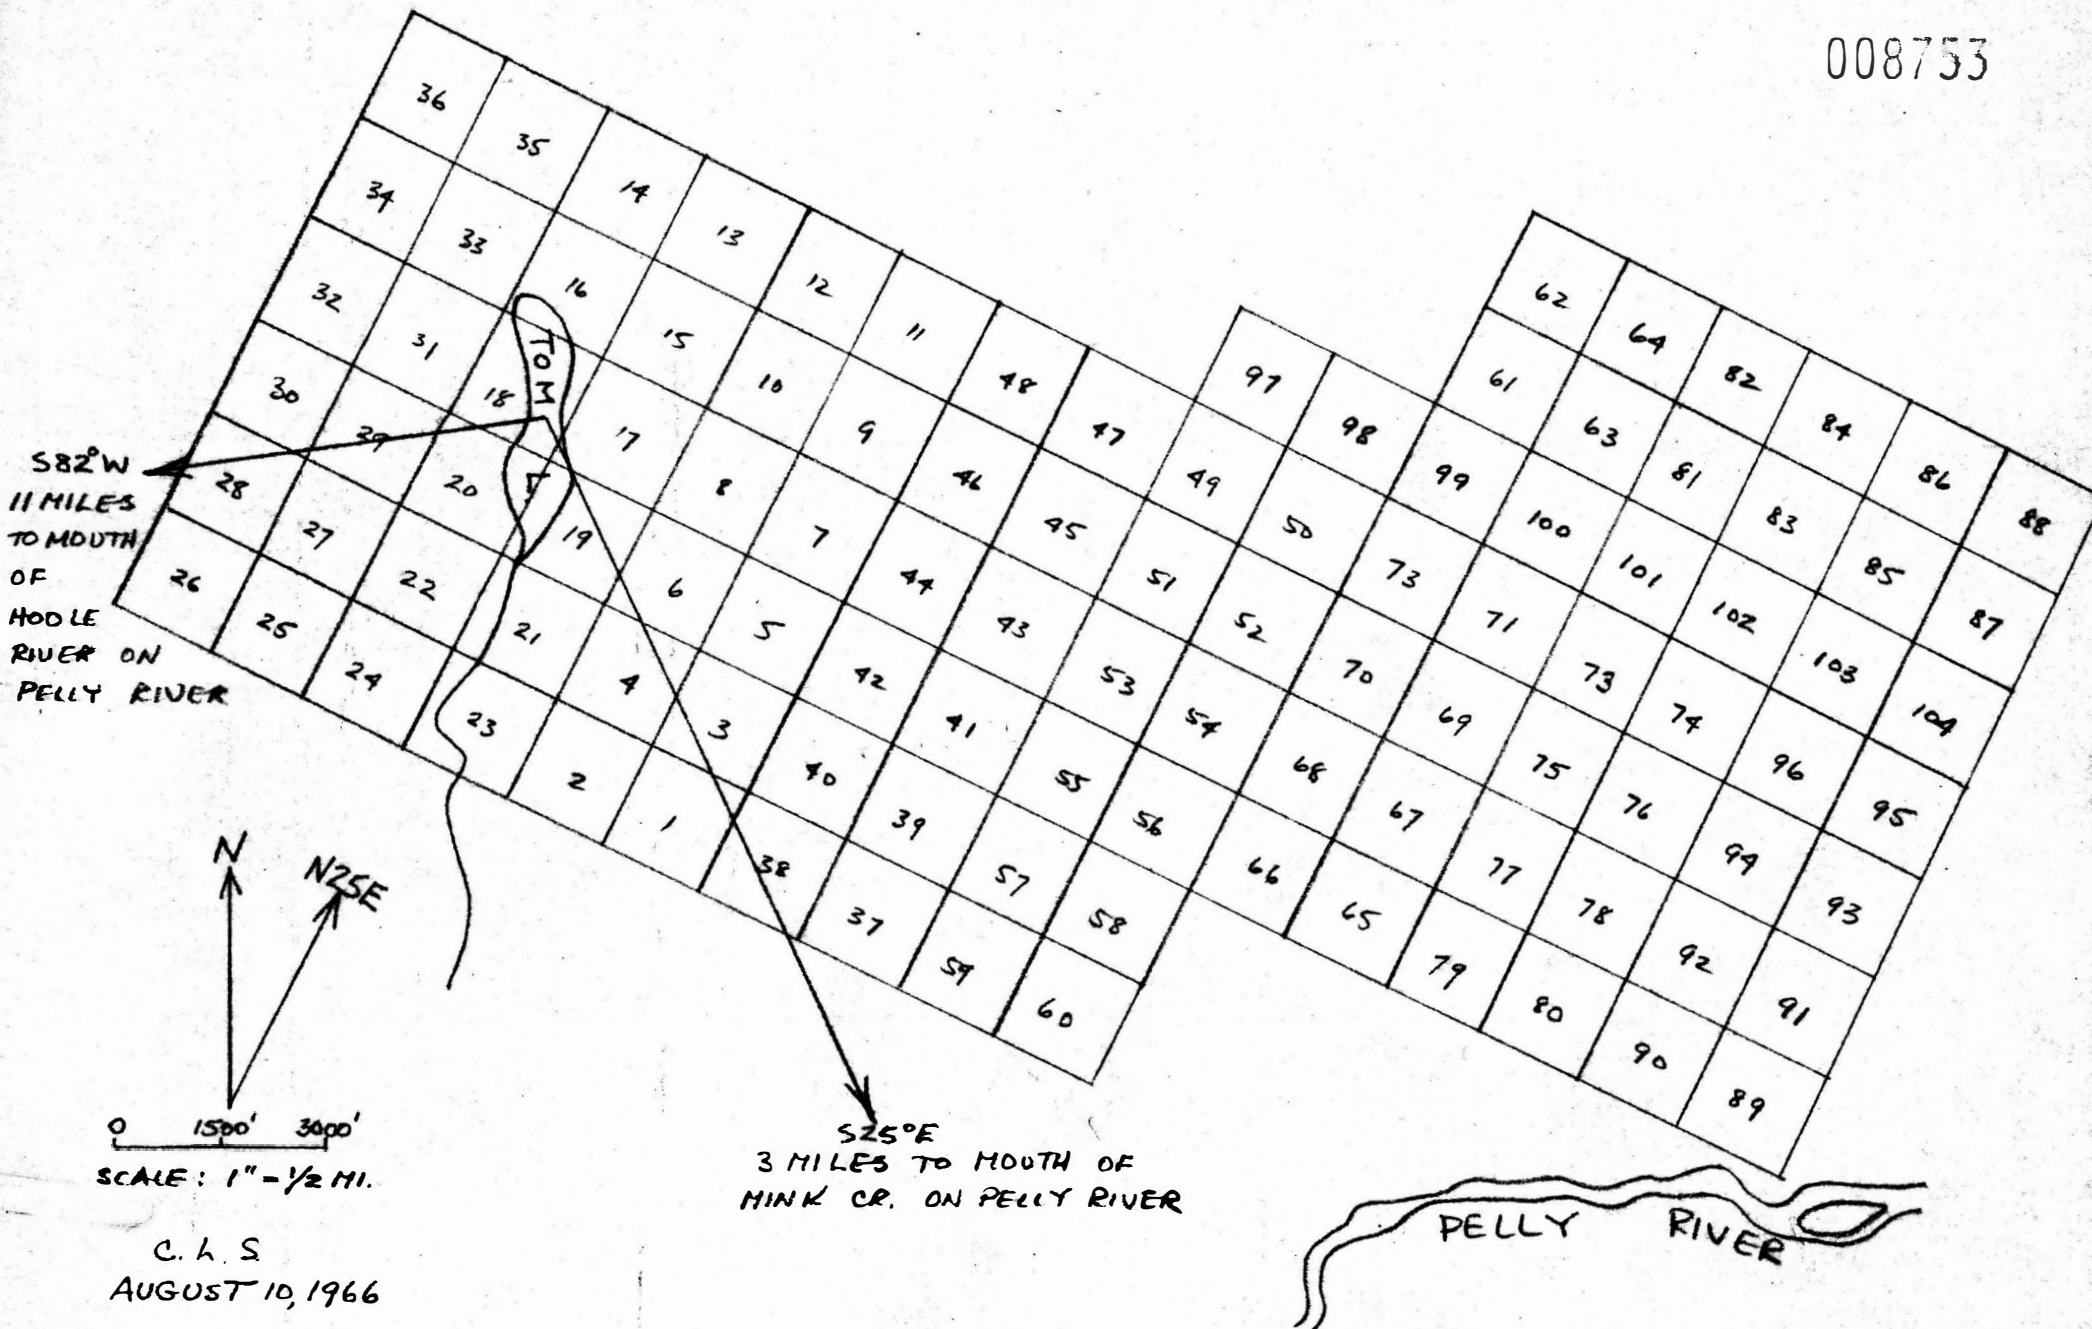 008753
36 35 14 13 12 11 48 47 49 50 73 71 73 74 96 95
34 33 16 15 10 9 46 45 51 52 70 69 75 76 94 93
32 31 18 17 8 7 44 43 53 54 68 67 77 78 92 91
30 29 20 19 6 5 42 41 55 56 66 65 79 80 90 89
28 27 22 21 4 3 40 39 57 58
26 25 24 23 2 1 38 37 59 60
97 98 99 100 101 102 103 104
62 64 82 84 86 88
61 63 81 83 85 87
TOM
L
S82°W
11 MILES
TO MOUTH
OF
HOOLE
RIVER ON
PELLY RIVER
N
N25E
0 1500' 3000'
SCALE: 1" - 1/2 MI.
C. L. S
AUGUST 10, 1966
S25°E
3 MILES TO MOUTH OF
MINK CR. ON PELLY RIVER
PELLY RIVER